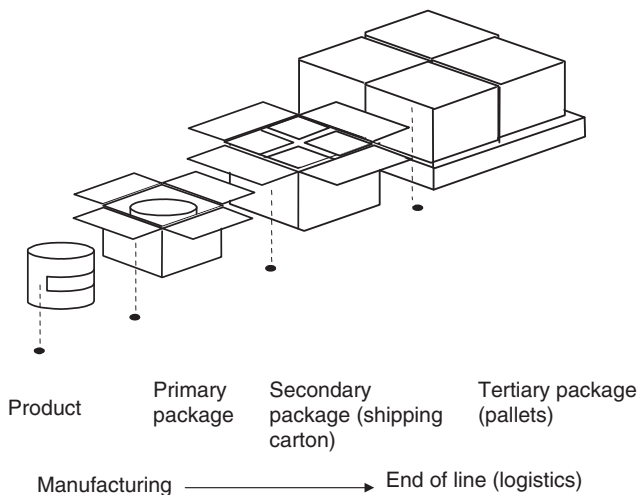 Product
Primary
package
Secondary
package (shipping
carton)
Tertiary package
(pallets)
Manufacturing
End of line (logistics)